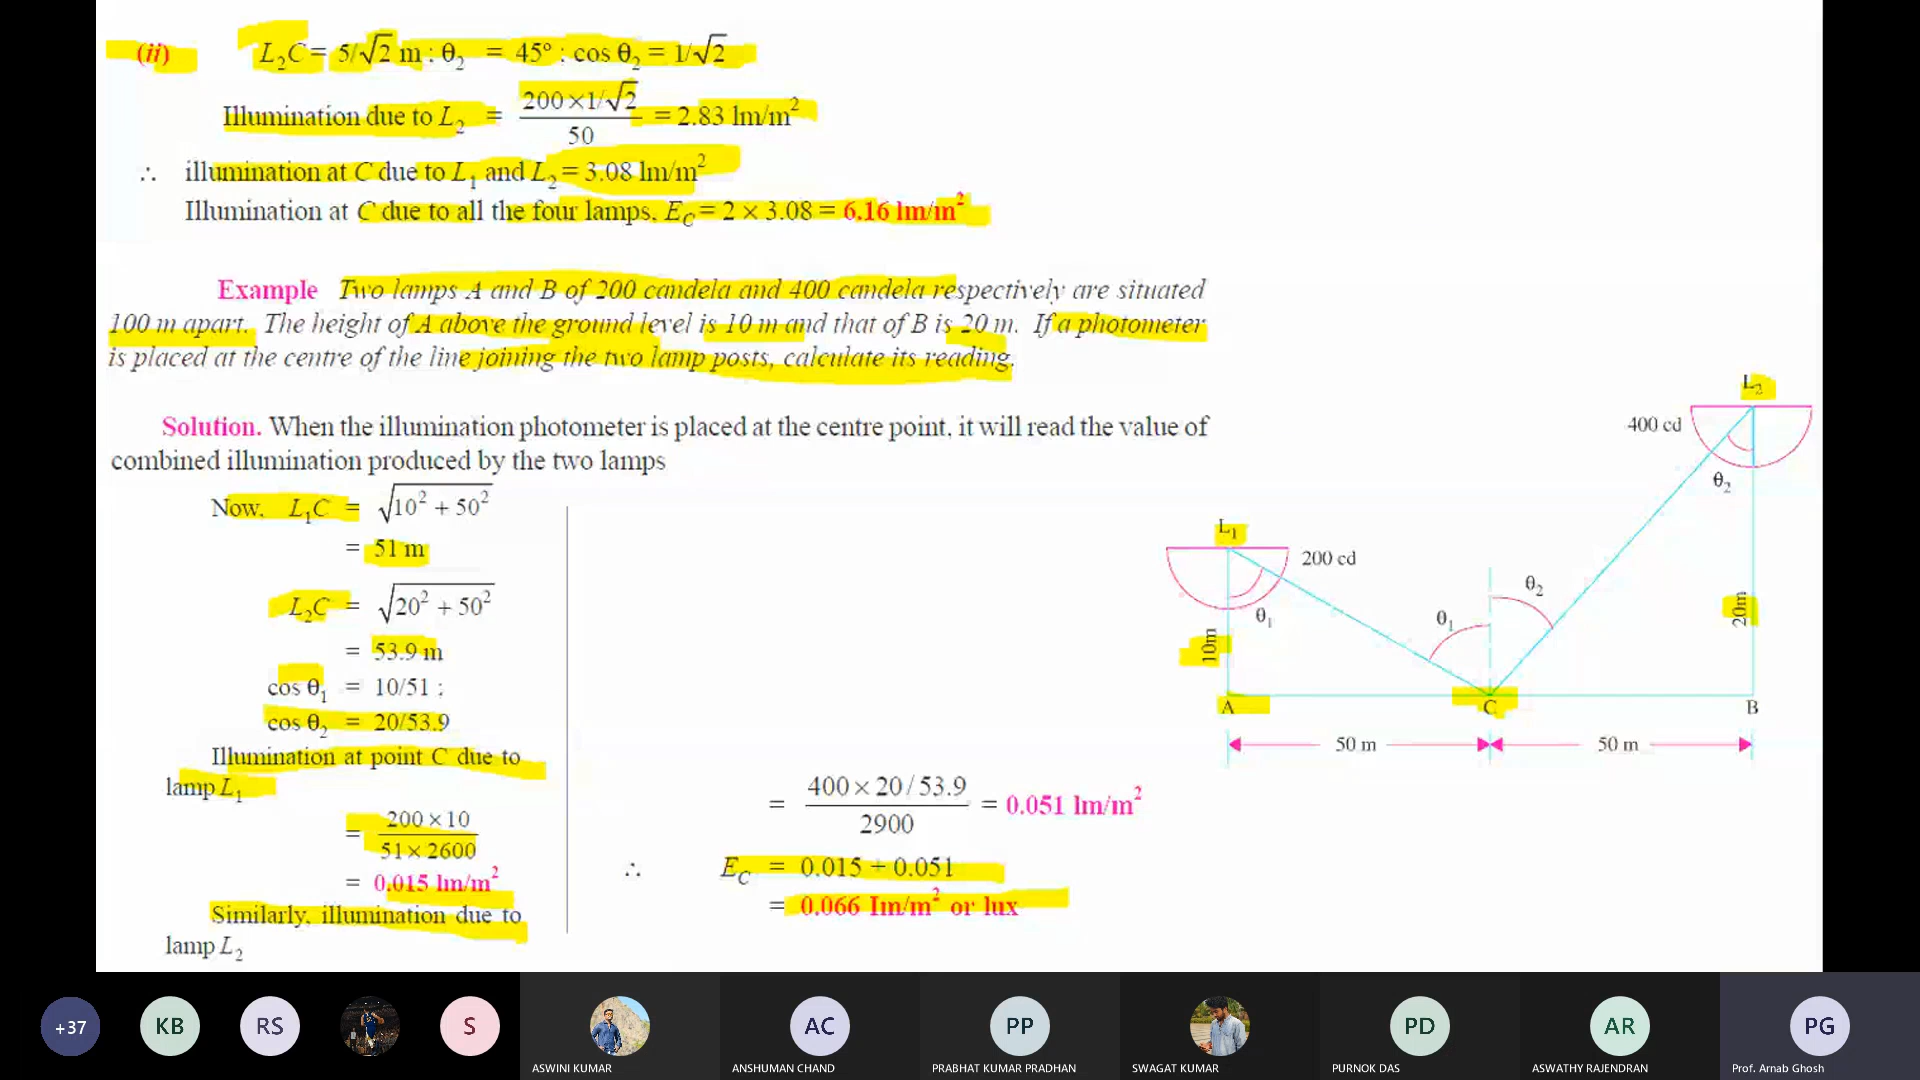 (ii) L₂C = 5/√2 m ; θ₂ = 45° ; cos θ₂ = 1/√2
Illumination due to L₂ = (200 × 1/√2)/50 = 2.83 lm/m²
∴ illumination at C due to L₁ and L₂ = 3.08 lm/m²
Illumination at C due to all the four lamps, E_C = 2 × 3.08 = 6.16 lm/m²
Example Two lamps A and B of 200 candela and 400 candela respectively are situated
100 m apart. The height of A above the ground level is 10 m and that of B is 20 m. If a photometer
is placed at the centre of the line joining the two lamp posts, calculate its reading.
Solution. When the illumination photometer is placed at the centre point, it will read the value of
combined illumination produced by the two lamps
Now, L₁C = √(10² + 50²)
= 51 m
L₂C = √(20² + 50²)
= 53.9 m
cos θ₁ = 10/51 ;
cos θ₂ = 20/53.9
Illumination at point C due to
lamp L₁
= (200 × 10)/(51 × 2600)
= 0.015 lm/m²
Similarly, illumination due to
lamp L₂
= (400 × 20 / 53.9)/2900 = 0.051 lm/m²
∴ E_C = 0.015 + 0.051
= 0.066 Im/m² or lux
L₂
400 cd
θ₂
L₁
200 cd
θ₁
10m
θ₁
θ₂
20m
A
C
B
50 m
50 m
+37
KB
RS
S
ASWINI KUMAR
AC
ANSHUMAN CHAND
PP
PRABHAT KUMAR PRADHAN
SWAGAT KUMAR
PD
PURNOK DAS
AR
ASWATHY RAJENDRAN
PG
Prof. Arnab Ghosh